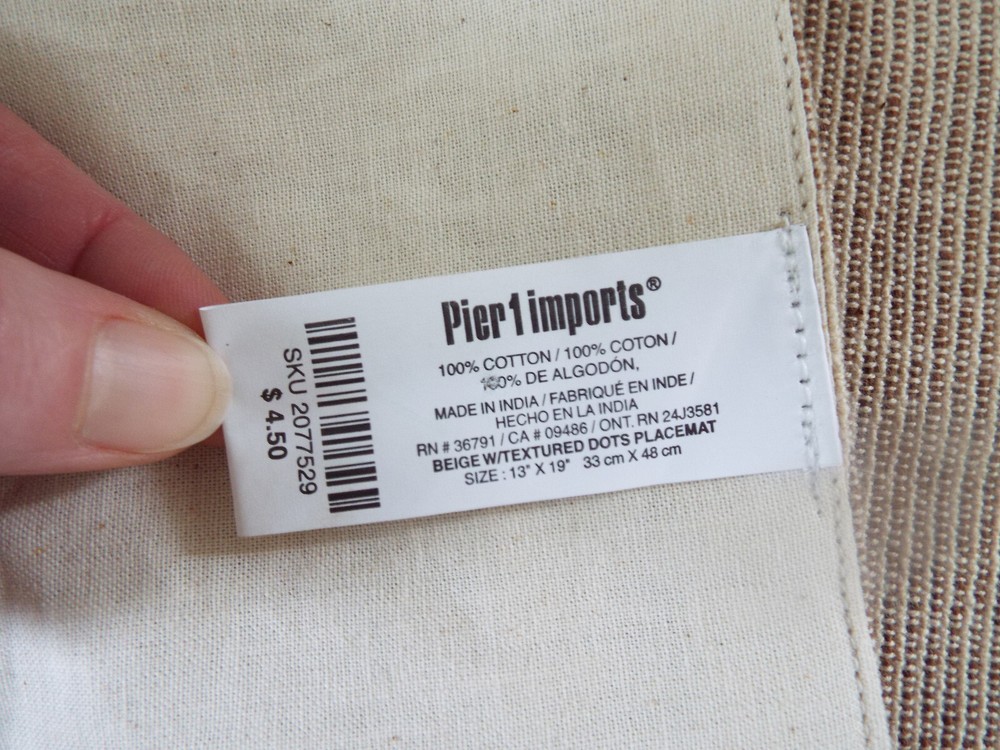 Pier 1 imports®
100% COTTON / 100% COTON /
100% DE ALGODÓN,
MADE IN INDIA / FABRIQUÉ EN INDE /
HECHO EN LA INDIA
RN # 36791 / CA # 09486 / ONT. RN 24J3581
BEIGE W/TEXTURED DOTS PLACEMAT
SIZE : 13" X 19" 33 cm X 48 cm
SKU 2077529
$ 4.50